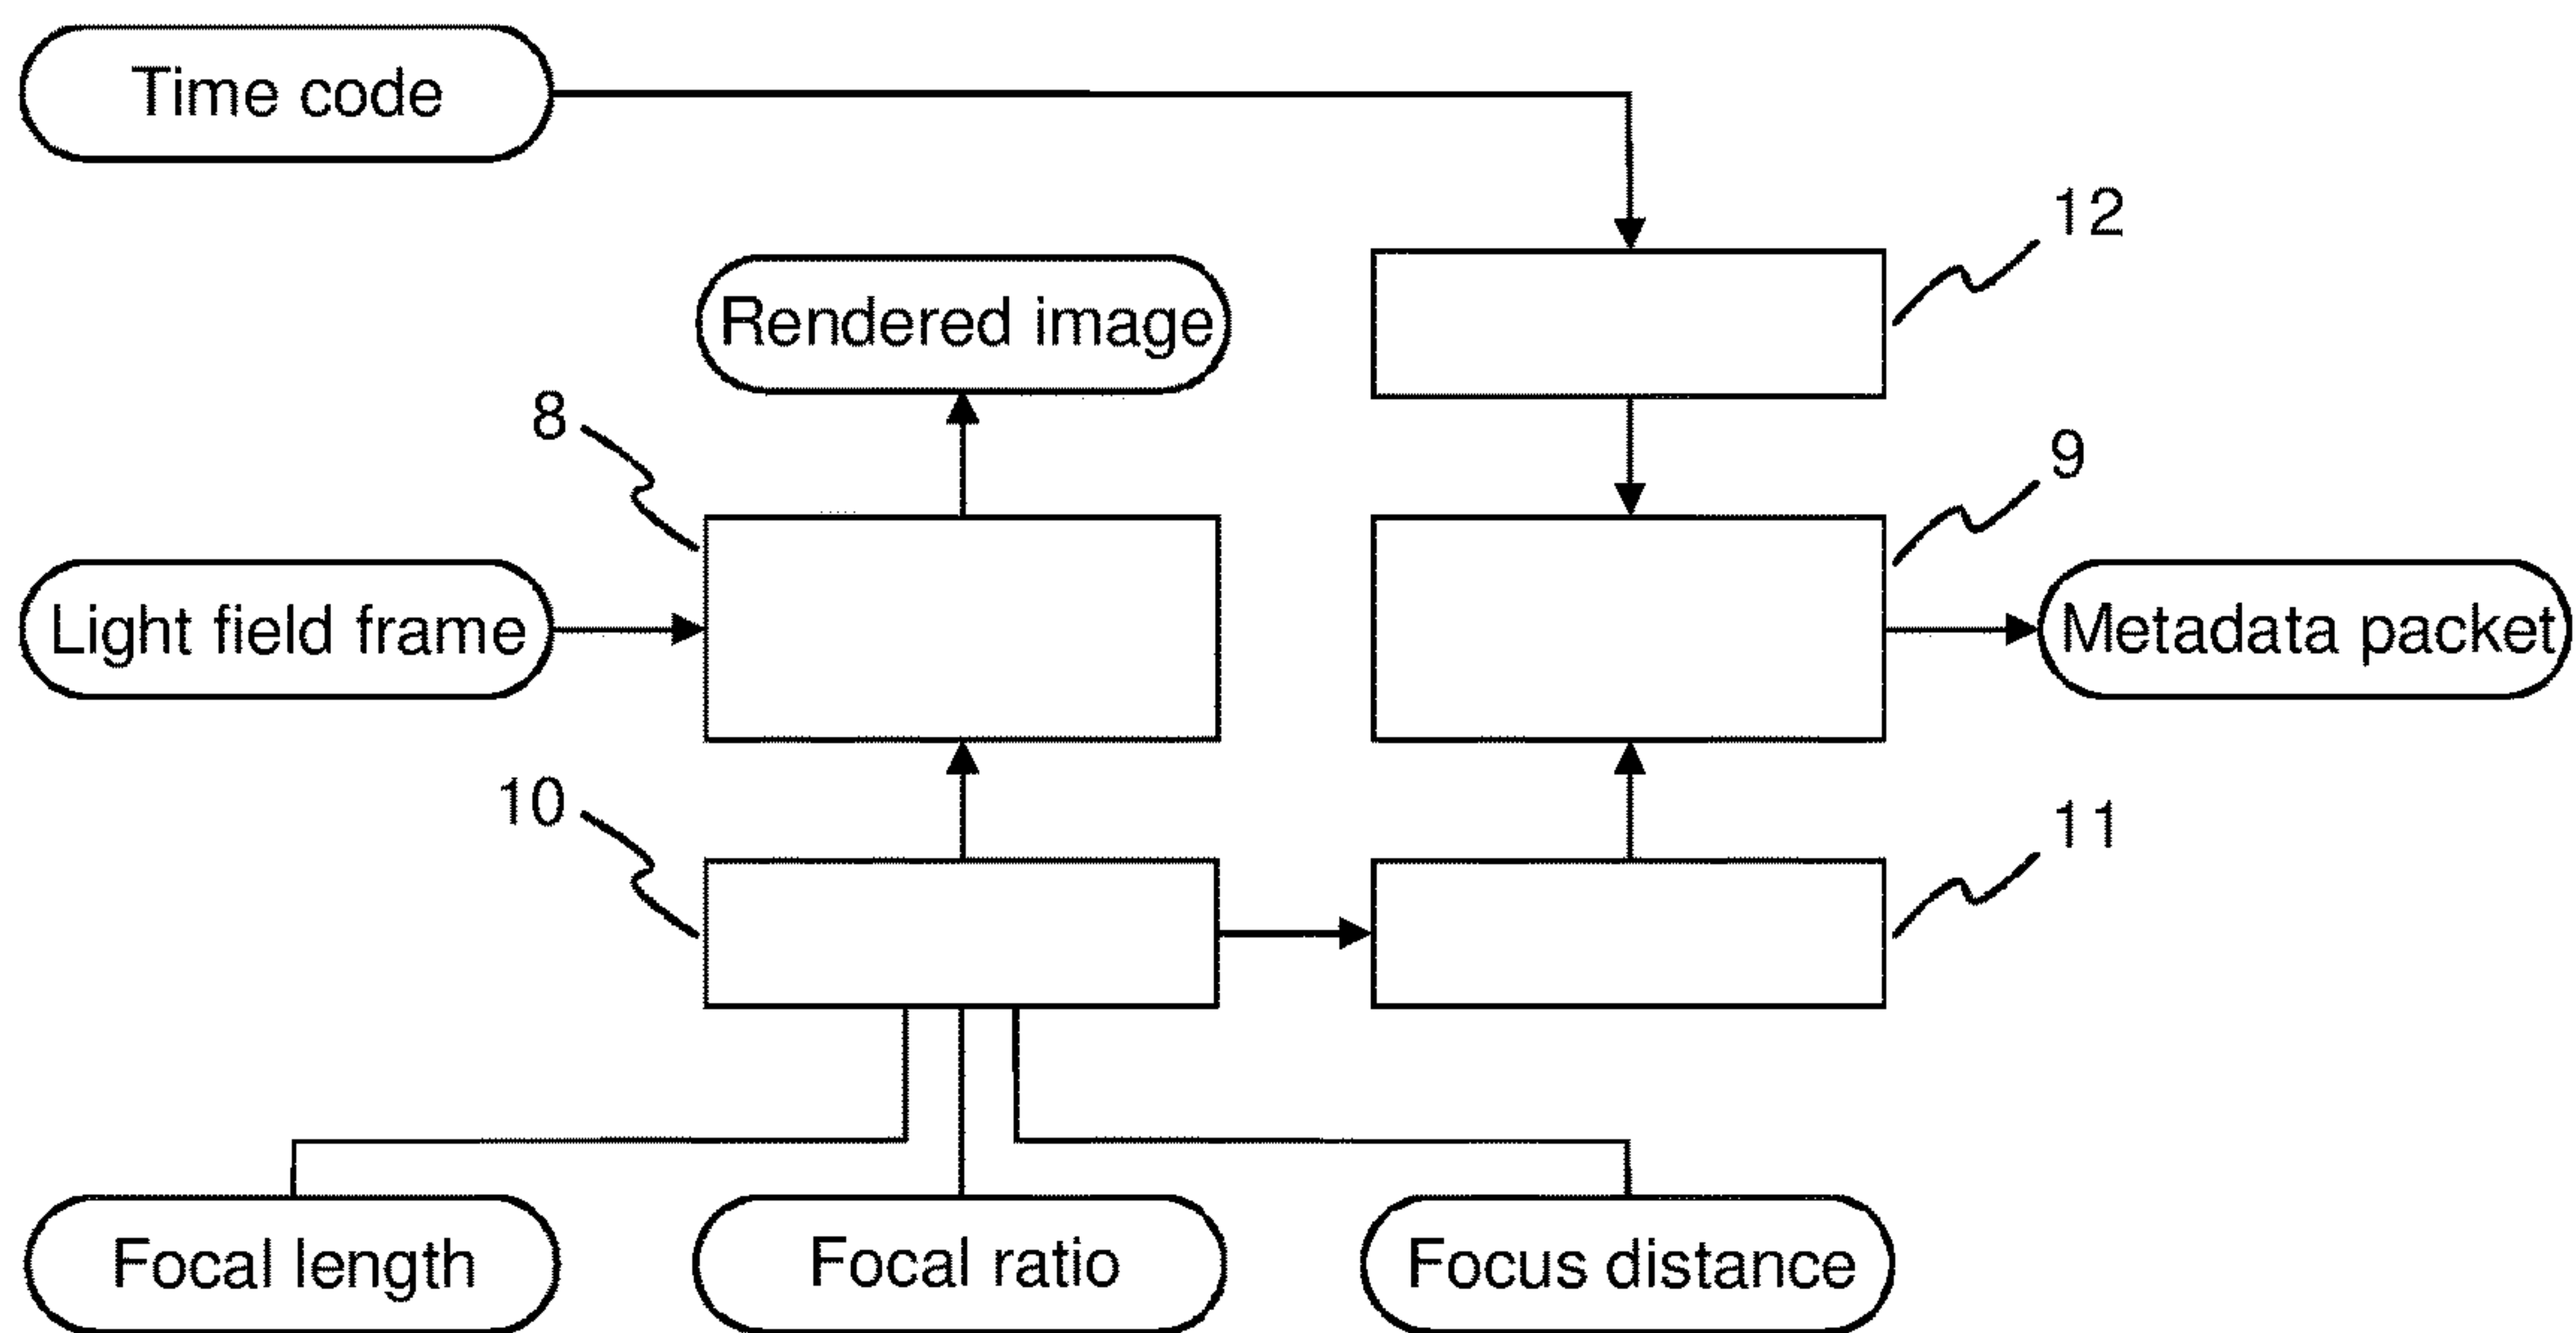 Time code
12
Rendered image
8
9
Light field frame
Metadata packet
10
11
Focal length
Focal ratio
Focus distance